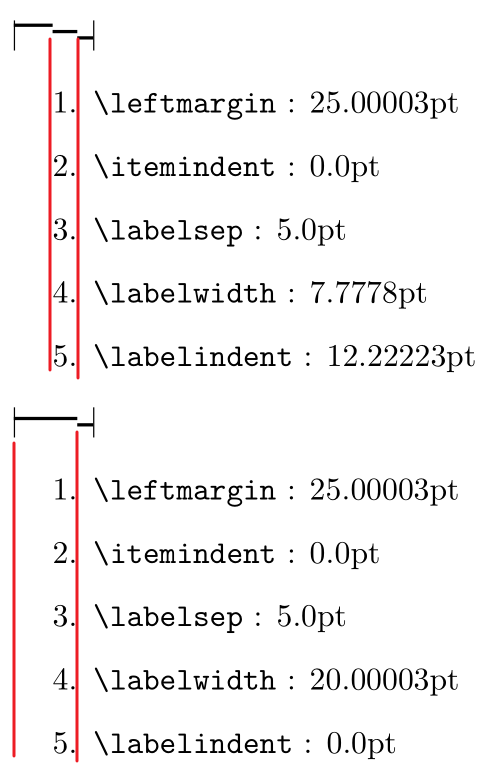 1. \leftmargin : 25.00003pt
2. \itemindent : 0.0pt
3. \labelsep : 5.0pt
4. \labelwidth : 7.7778pt
5. \labelindent : 12.22223pt
1. \leftmargin : 25.00003pt
2. \itemindent : 0.0pt
3. \labelsep : 5.0pt
4. \labelwidth : 20.00003pt
5. \labelindent : 0.0pt